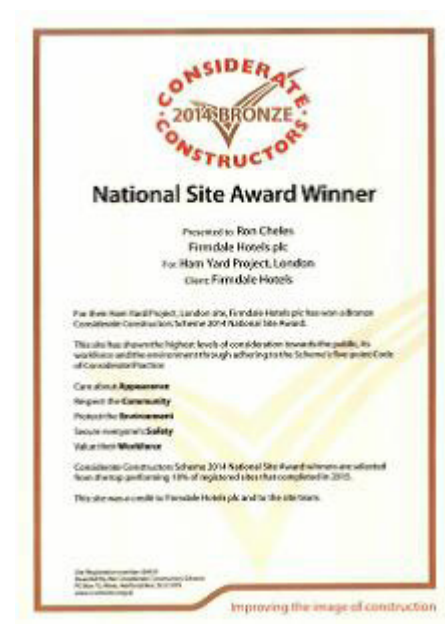 CONSIDERATE
2014 BRONZE
CONSTRUCTORS
National Site Award Winner
Presented to: Ron Cheles
Firmdale Hotels plc
For: Ham Yard Project, London
Client: Firmdale Hotels
For their Ham Yard Project, London site, Firmdale Hotels plc has won a Bronze
Considerate Constructors Scheme 2014 National Site Award.
This site has shown the highest levels of consideration towards the public, its
workforce and the environment through adhering to the Scheme's five point Code
of Considerate Practice
Care about Appearance
Respect the Community
Protect the Environment
Secure everyone's Safety
Value their Workforce
Considerate Constructors Scheme 2014 National Site Award winners are selected
from the top performing 10% of registered sites that completed in
This site was a credit to Firmdale Hotels plc and to the site team.
Site Registration number
Improving the image of construction